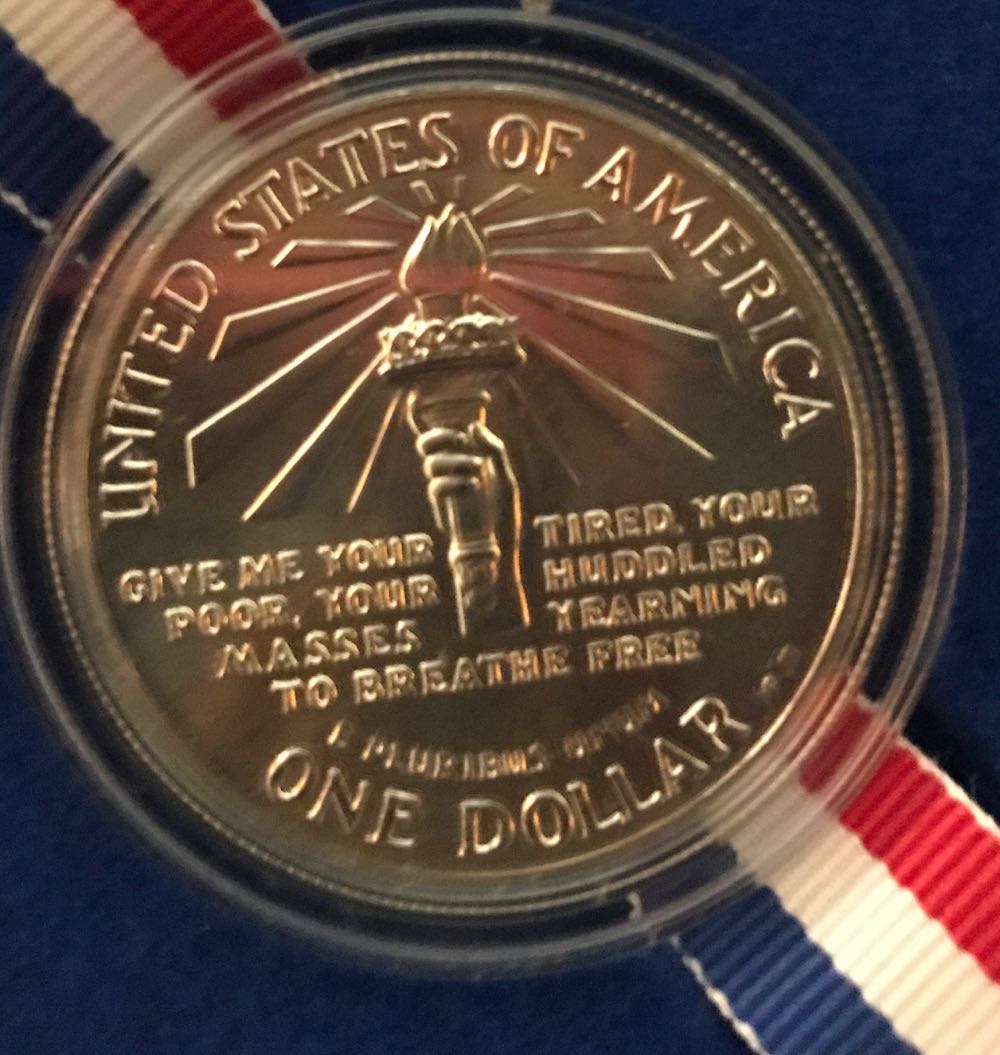 UNITED STATES OF AMERICA
GIVE ME YOUR TIRED, YOUR
POOR, YOUR HUDDLED
MASSES YEARNING
TO BREATHE FREE
E PLURIBUS UNUM
ONE DOLLAR